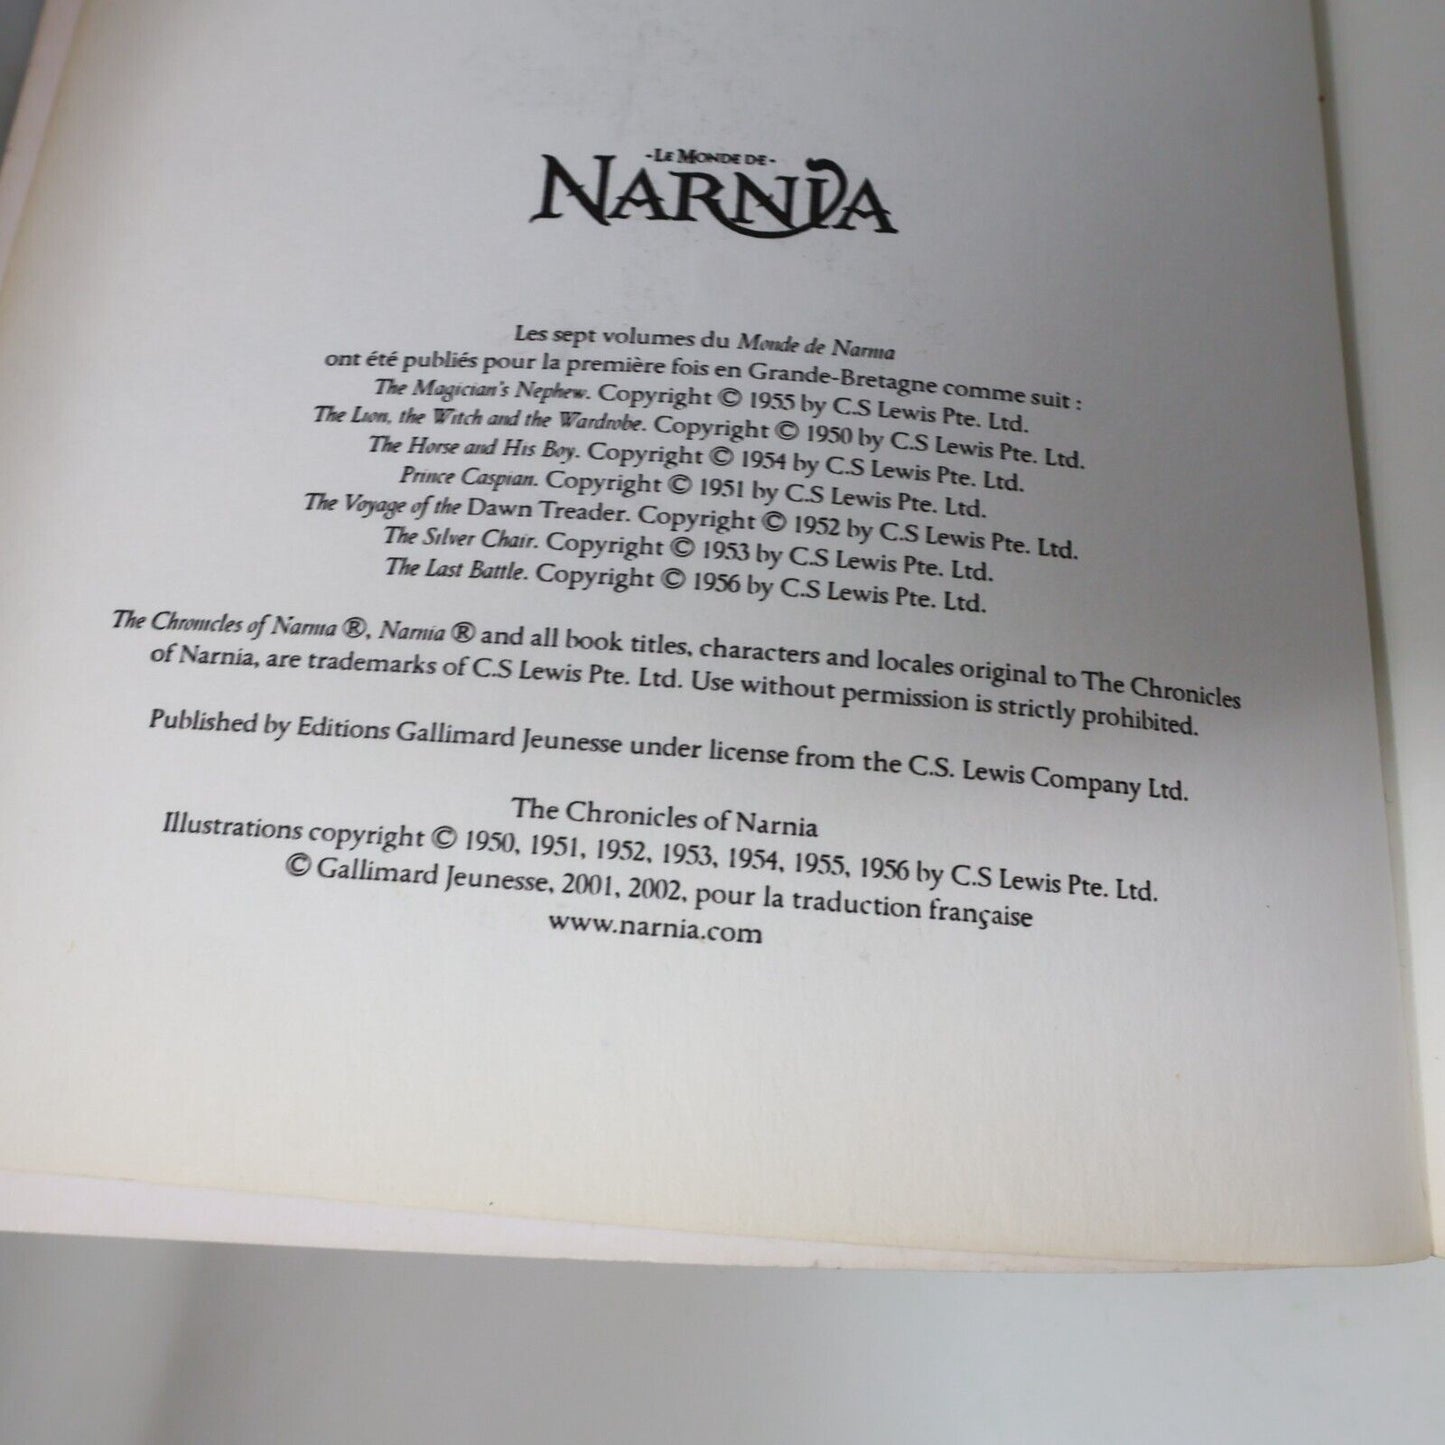 -LE MONDE DE-
NARNIA
Les sept volumes du Monde de Narnia
ont été publiés pour la première fois en Grande-Bretagne comme suit :
The Magician's Nephew. Copyright © 1955 by C.S Lewis Pte. Ltd.
The Lion, the Witch and the Wardrobe. Copyright © 1950 by C.S Lewis Pte. Ltd.
The Horse and His Boy. Copyright © 1954 by C.S Lewis Pte. Ltd.
Prince Caspian. Copyright © 1951 by C.S Lewis Pte. Ltd.
The Voyage of the Dawn Treader. Copyright © 1952 by C.S Lewis Pte. Ltd.
The Silver Chair. Copyright © 1953 by C.S Lewis Pte. Ltd.
The Last Battle. Copyright © 1956 by C.S Lewis Pte. Ltd.
The Chronicles of Narnia ®, Narnia ® and all book titles, characters and locales original to The Chronicles
of Narnia, are trademarks of C.S Lewis Pte. Ltd. Use without permission is strictly prohibited.
Published by Editions Gallimard Jeunesse under license from the C.S. Lewis Company Ltd.
The Chronicles of Narnia
Illustrations copyright © 1950, 1951, 1952, 1953, 1954, 1955, 1956 by C.S Lewis Pte. Ltd.
© Gallimard Jeunesse, 2001, 2002, pour la traduction française
www.narnia.com